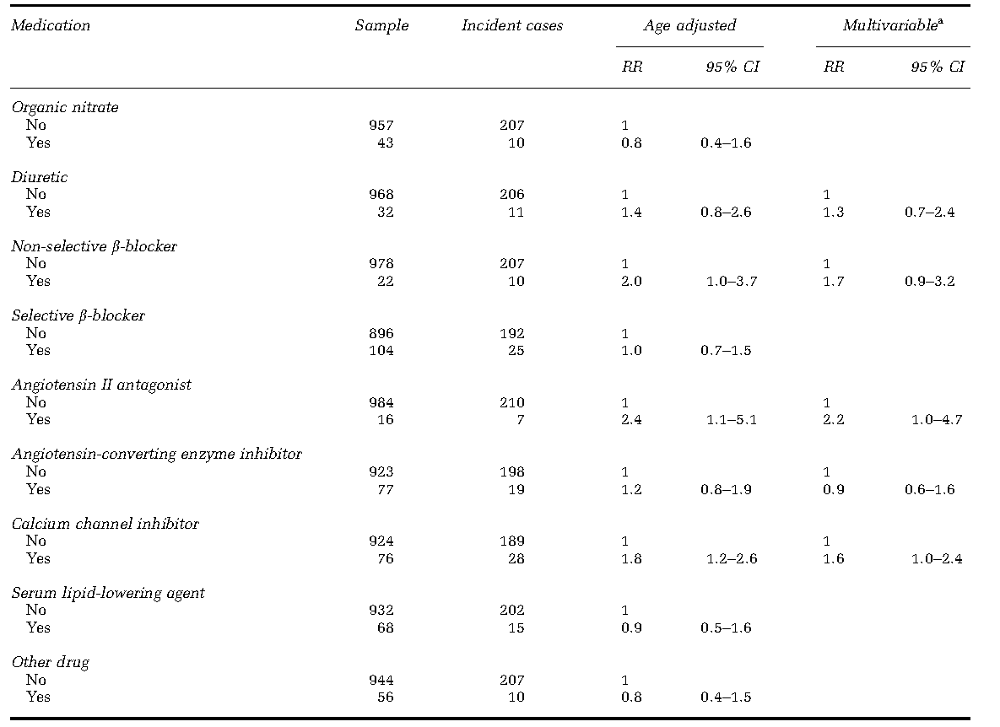 Medication Sample Incident cases Age adjusted Multivariableᵃ
RR 95% CI RR 95% CI
Organic nitrate
No 957 207 1
Yes 43 10 0.8 0.4–1.6
Diuretic
No 968 206 1 1
Yes 32 11 1.4 0.8–2.6 1.3 0.7–2.4
Non-selective β-blocker
No 978 207 1 1
Yes 22 10 2.0 1.0–3.7 1.7 0.9–3.2
Selective β-blocker
No 896 192 1
Yes 104 25 1.0 0.7–1.5
Angiotensin II antagonist
No 984 210 1 1
Yes 16 7 2.4 1.1–5.1 2.2 1.0–4.7
Angiotensin-converting enzyme inhibitor
No 923 198 1 1
Yes 77 19 1.2 0.8–1.9 0.9 0.6–1.6
Calcium channel inhibitor
No 924 189 1 1
Yes 76 28 1.8 1.2–2.6 1.6 1.0–2.4
Serum lipid-lowering agent
No 932 202 1
Yes 68 15 0.9 0.5–1.6
Other drug
No 944 207 1
Yes 56 10 0.8 0.4–1.5